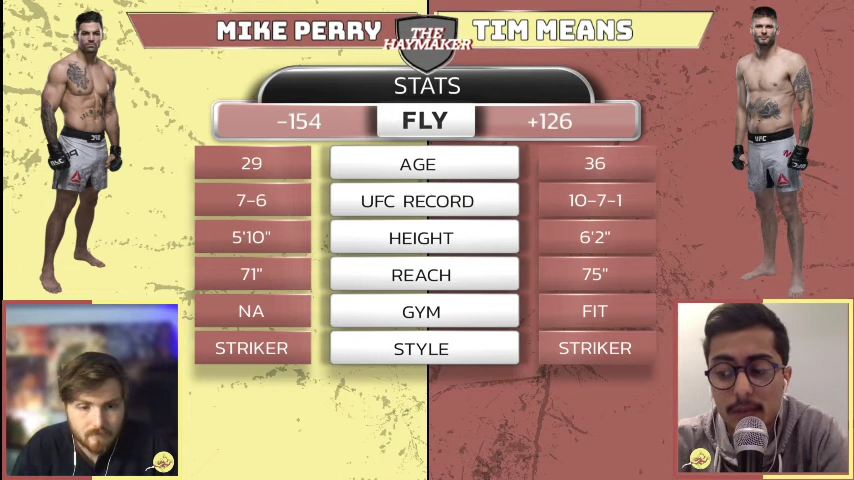 MIKE PERRY
THE
HAYMAKER
TIM MEANS
STATS
-154 FLY +126
29 AGE 36
7-6 UFC RECORD 10-7-1
5'10" HEIGHT 6'2"
71" REACH 75"
NA GYM FIT
STRIKER STYLE STRIKER
UFC